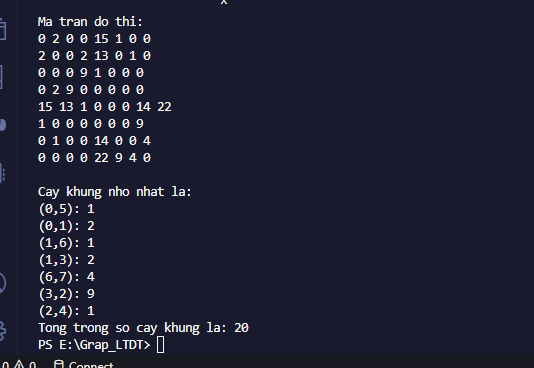 Ma tran do thi:
0 2 0 0 15 1 0 0
2 0 0 2 13 0 1 0
0 0 0 9 1 0 0 0
0 2 9 0 0 0 0 0
15 13 1 0 0 0 14 22
1 0 0 0 0 0 0 9
0 1 0 0 14 0 0 4
0 0 0 0 22 9 4 0
Cay khung nho nhat la:
(0,5): 1
(0,1): 2
(1,6): 1
(1,3): 2
(6,7): 4
(3,2): 9
(2,4): 1
Tong trong so cay khung la: 20
PS E:\Grap_LTDT>
0 0 Connect